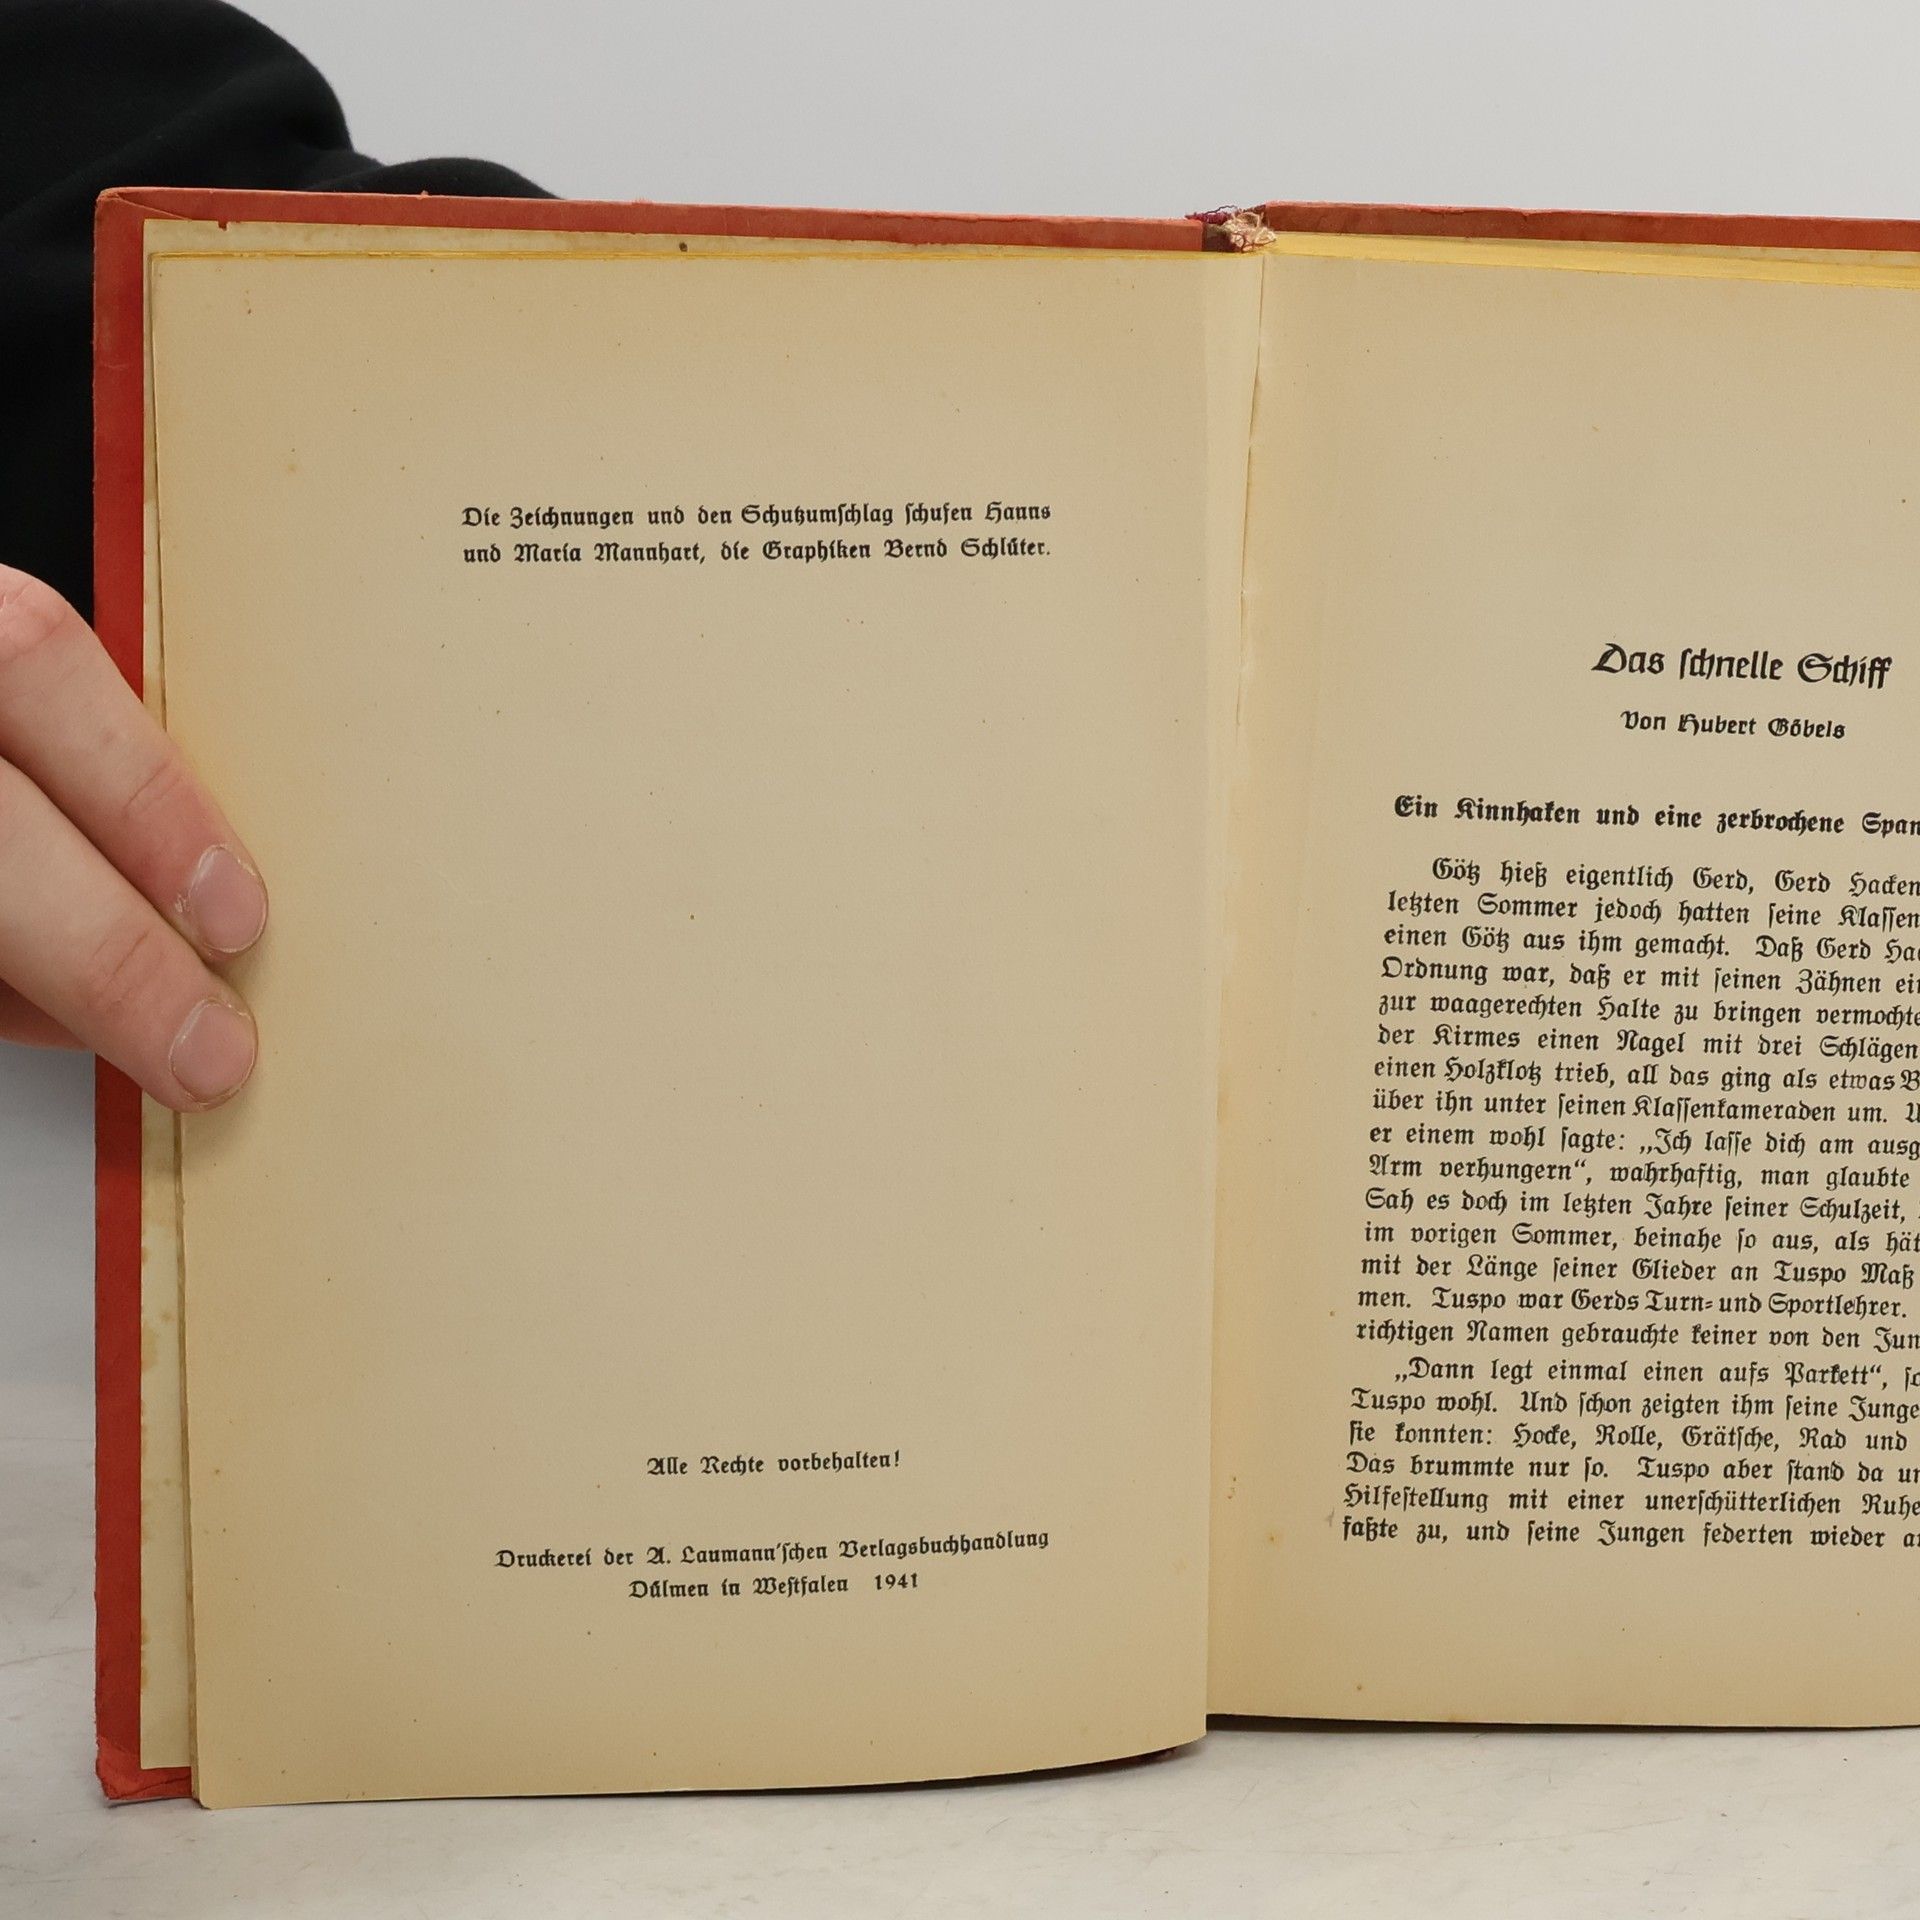 Die Zeichnungen und den Schutzumschlag schufen Hanns
und Maria Mannhart, die Graphiken Bernd Schlüter.
Alle Rechte vorbehalten!
Druckerei der A. Laumann'schen Verlagsbuchhandlung
Dülmen in Westfalen 1941
Das schnelle Schiff
Von Hubert Göbels
Ein Kinnhaken und eine zerbrochene
Götz hieß eigentlich Gerd, Gerd
letzten Sommer jedoch hatten seine
einen Götz aus ihm gemacht. Daß Gerd
Ordnung war, daß er mit seinen Zähnen
zur waagerechten Halte zu bringen vermochte
der Kirmes einen Nagel mit drei Schlägen
einen Holzklotz trieb, all das ging als etwas
über ihn unter seinen Klassenkameraden um.
er einem wohl sagte: „Ich lasse dich am
Arm verhungern“, wahrhaftig, man glaubte
Sah es doch im letzten Jahre seiner Schulzeit,
im vorigen Sommer, beinahe so aus, als
mit der Länge seiner Glieder an Tuspo Maß
men. Tuspo war Gerds Turn- und Sportlehrer.
richtigen Namen gebrauchte keiner von den
„Dann legt einmal einen aufs Parkett“,
Tuspo wohl. Und schon zeigten ihm seine
sie konnten: Hocke, Rolle, Grätsche, Rad und
Das brummte nur so. Tuspo aber stand da
Hilfestellung mit einer unerschütterlichen Ruhe
faßte zu, und seine Jungen federten wieder